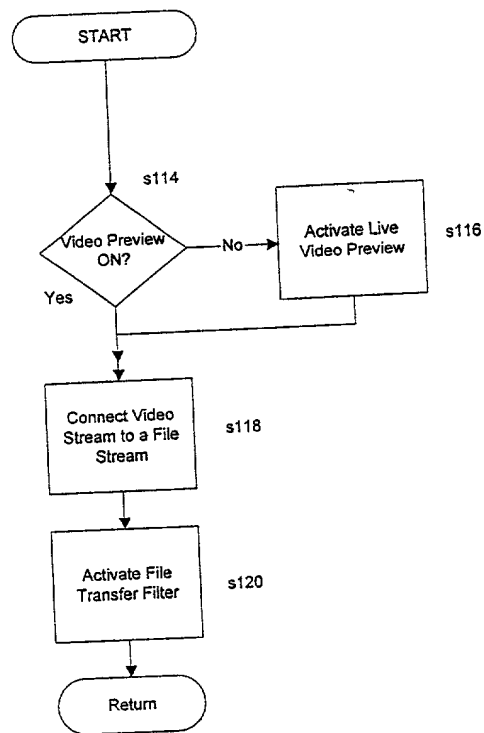 START
s114
Video Preview
ON?
No
Activate Live
Video Preview
s116
Yes
Connect Video
Stream to a File
Stream
s118
Activate File
Transfer Filter
s120
Return